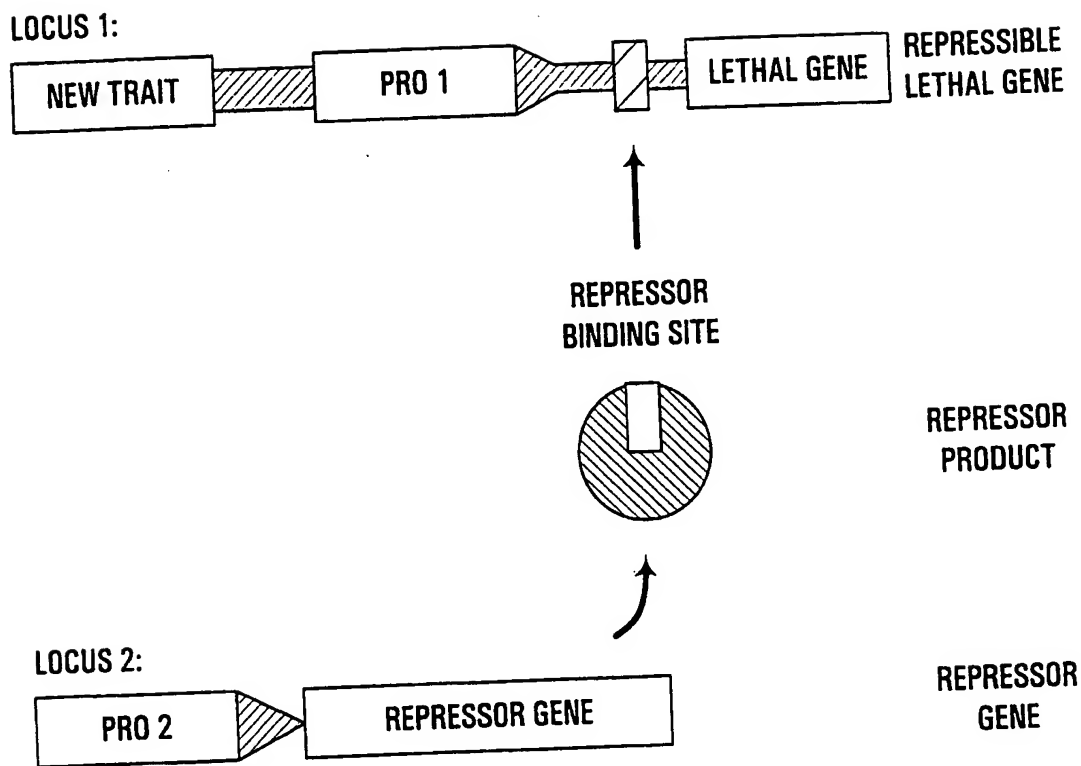 LOCUS 1:
NEW TRAIT
PRO 1
LETHAL GENE
REPRESSIBLE
LETHAL GENE
REPRESSOR
BINDING SITE
REPRESSOR
PRODUCT
LOCUS 2:
PRO 2
REPRESSOR GENE
REPRESSOR
GENE